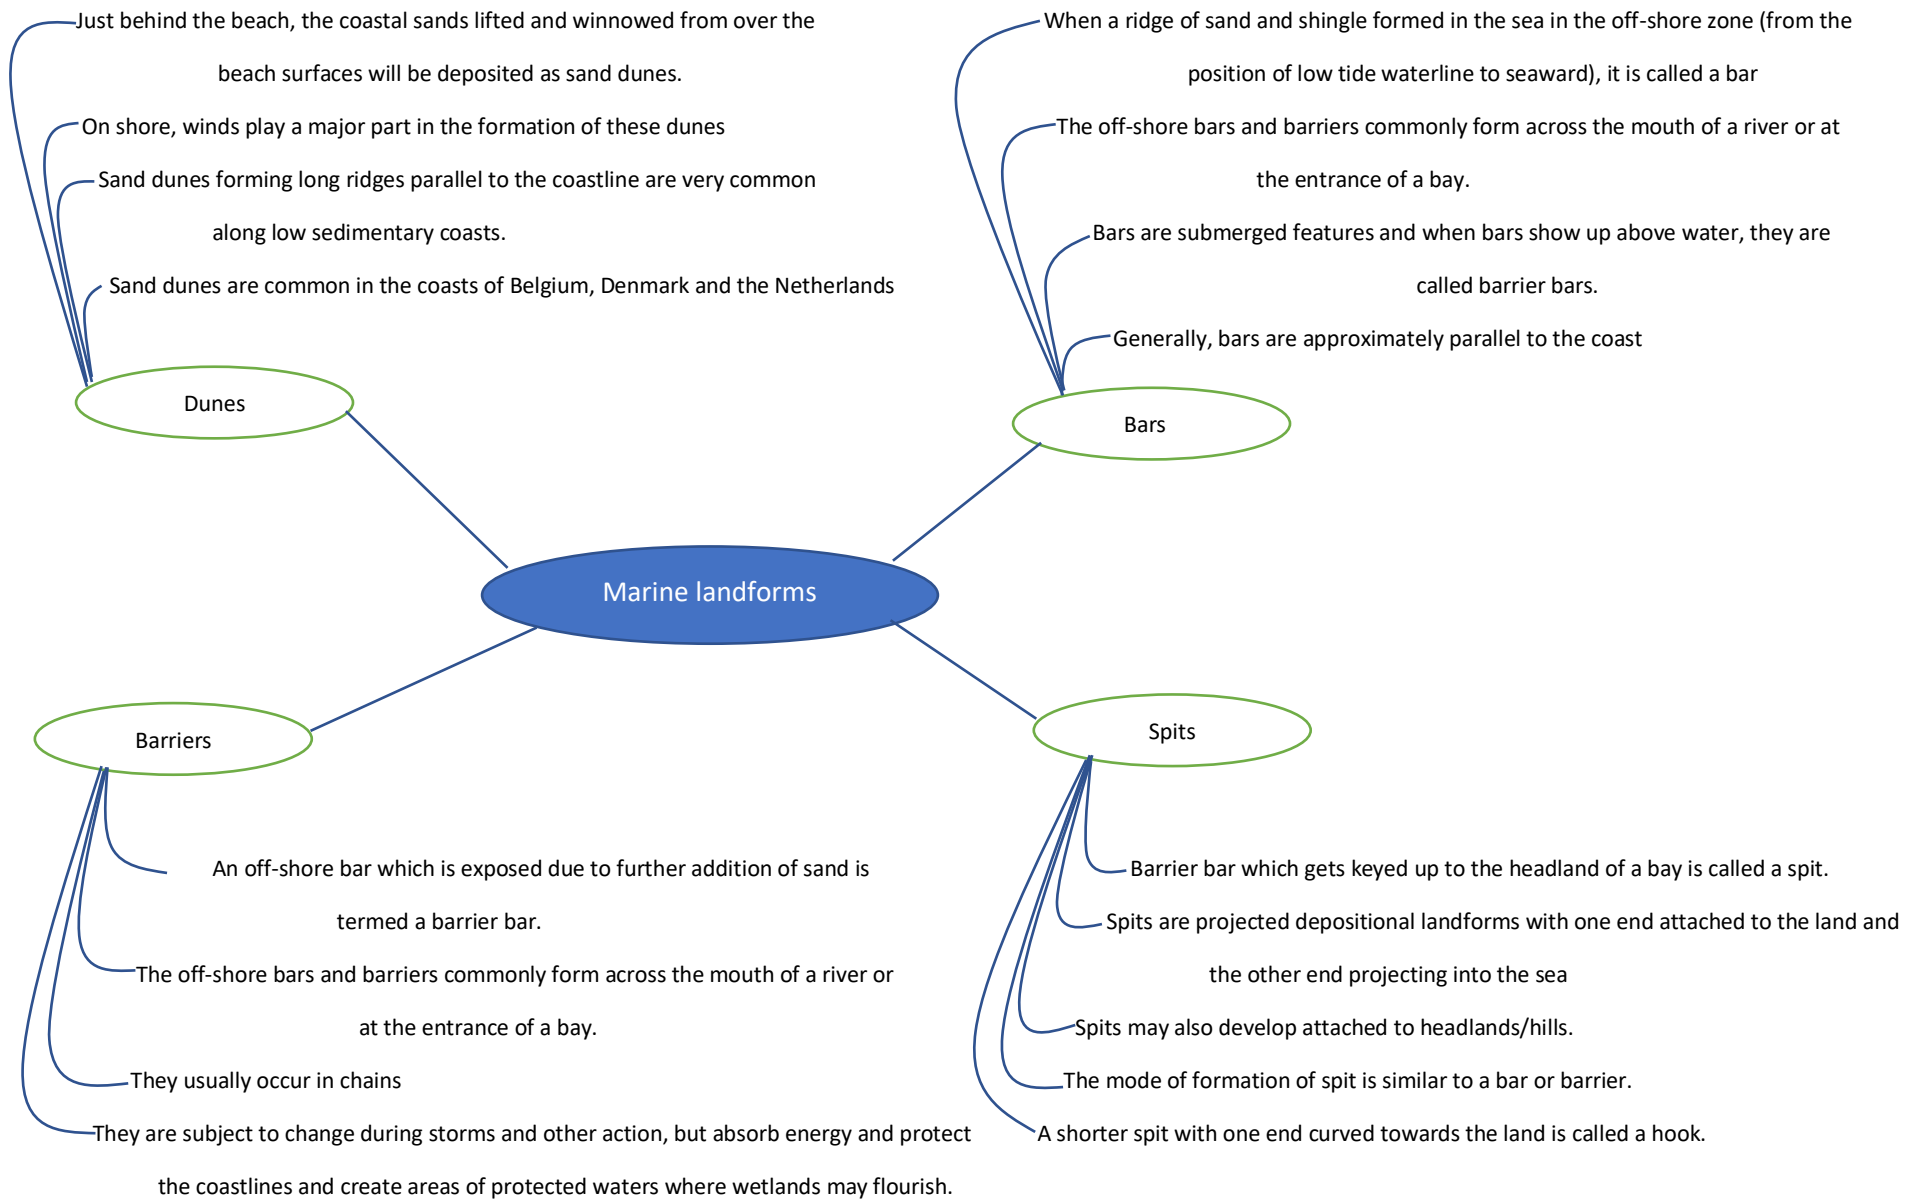 Just behind the beach, the coastal sands lifted and winnowed from over the
beach surfaces will be deposited as sand dunes.
On shore, winds play a major part in the formation of these dunes
Sand dunes forming long ridges parallel to the coastline are very common
along low sedimentary coasts.
Sand dunes are common in the coasts of Belgium, Denmark and the Netherlands
Dunes
When a ridge of sand and shingle formed in the sea in the off-shore zone (from the
position of low tide waterline to seaward), it is called a bar
The off-shore bars and barriers commonly form across the mouth of a river or at
the entrance of a bay.
Bars are submerged features and when bars show up above water, they are
called barrier bars.
Generally, bars are approximately parallel to the coast
Bars
Marine landforms
Barriers
An off-shore bar which is exposed due to further addition of sand is
termed a barrier bar.
The off-shore bars and barriers commonly form across the mouth of a river or
at the entrance of a bay.
They usually occur in chains
They are subject to change during storms and other action, but absorb energy and protect
the coastlines and create areas of protected waters where wetlands may flourish.
Spits
Barrier bar which gets keyed up to the headland of a bay is called a spit.
Spits are projected depositional landforms with one end attached to the land and
the other end projecting into the sea
Spits may also develop attached to headlands/hills.
The mode of formation of spit is similar to a bar or barrier.
A shorter spit with one end curved towards the land is called a hook.